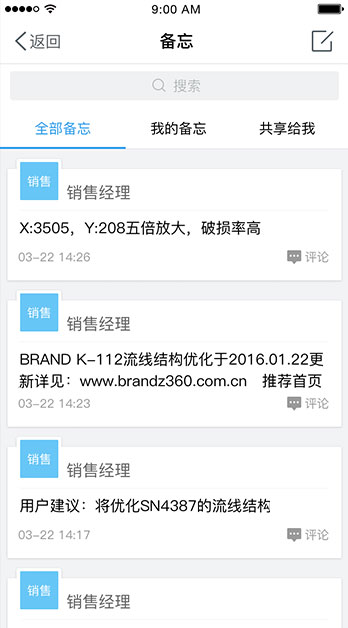 9:00 AM
返回
备忘
搜索
全部备忘 我的备忘 共享给我
销售
销售经理
X:3505，Y:208五倍放大，破损率高
03-22 14:26 评论
销售
销售经理
BRAND K-112流线结构优化于2016.01.22更
新详见：www.brandz360.com.cn 推荐首页
03-22 14:23 评论
销售
销售经理
用户建议：将优化SN4387的流线结构
03-22 14:17 评论
销售
销售经理